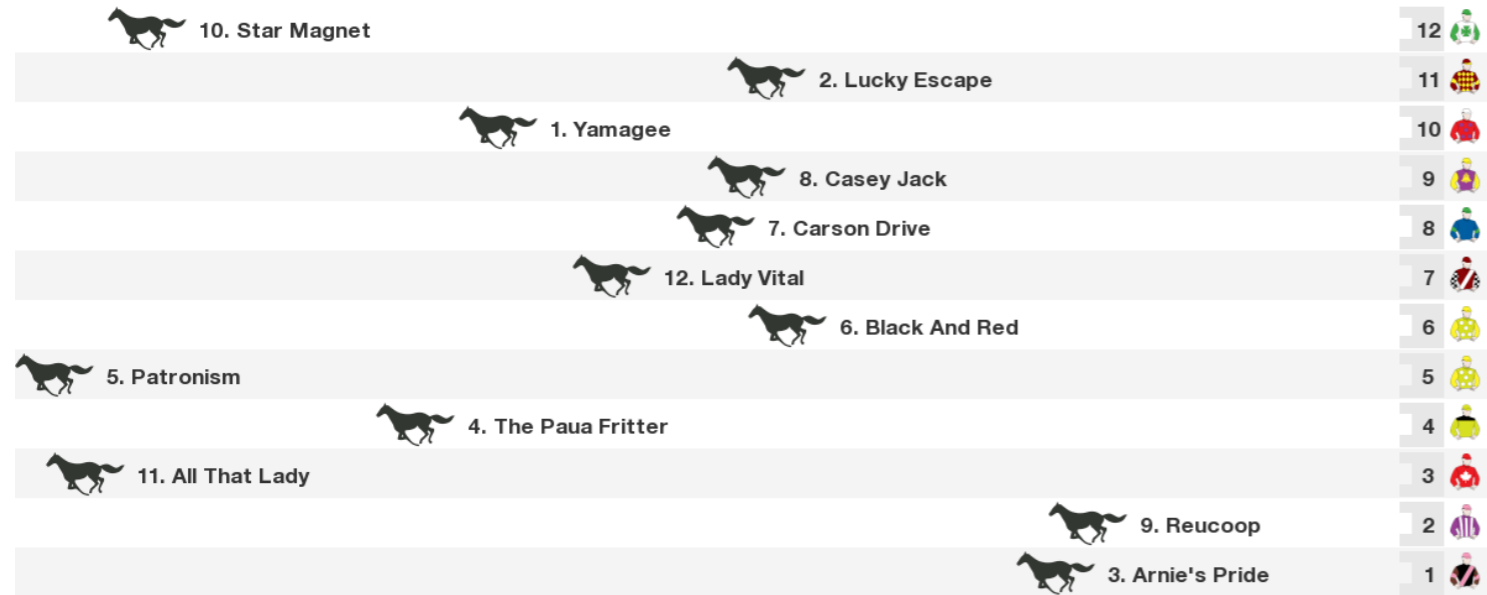 10. Star Magnet 12
2. Lucky Escape 11
1. Yamagee 10
8. Casey Jack 9
7. Carson Drive 8
12. Lady Vital 7
6. Black And Red 6
5. Patronism 5
4. The Paua Fritter 4
11. All That Lady 3
9. Reucoop 2
3. Arnie's Pride 1